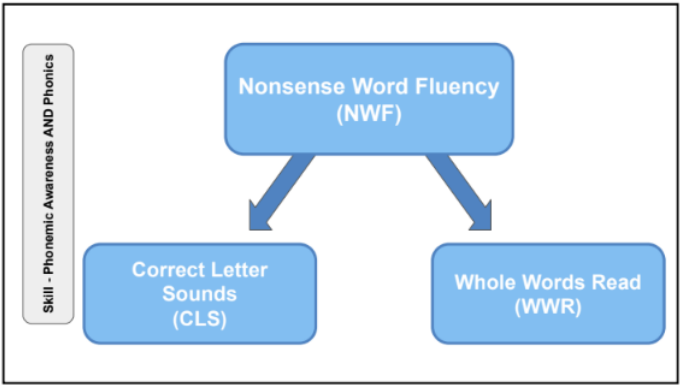 Skill - Phonemic Awareness AND Phonics
Nonsense Word Fluency
(NWF)
Correct Letter
Sounds
(CLS)
Whole Words Read
(WWR)